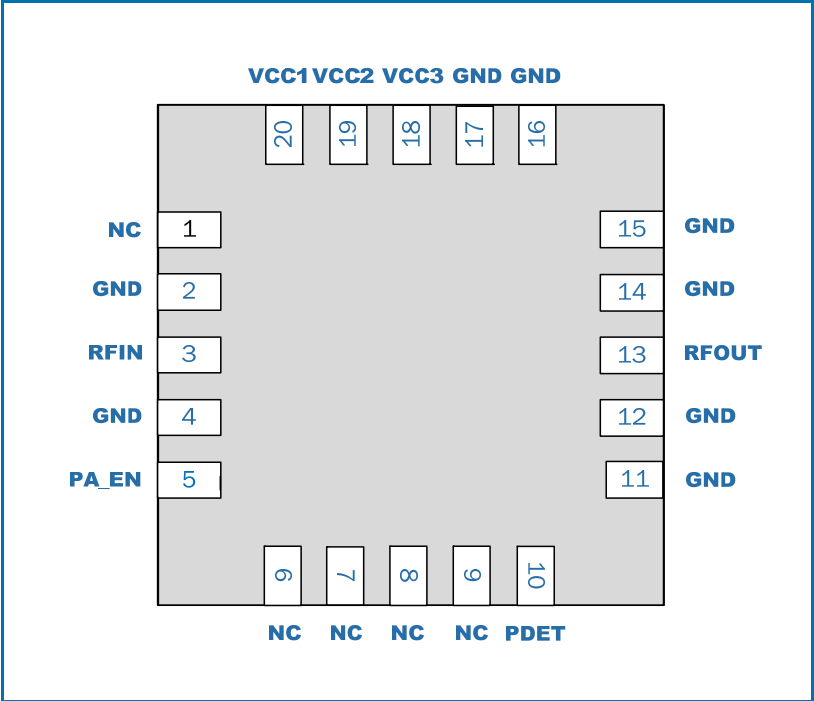 VCC1 VCC2 VCC3 GND GND
20 19 18 17 16
NC 1 15 GND
GND 2 14 GND
RFIN 3 13 RFOUT
GND 4 12 GND
PA_EN 5 11 GND
6 7 8 9 10
NC NC NC NC PDET